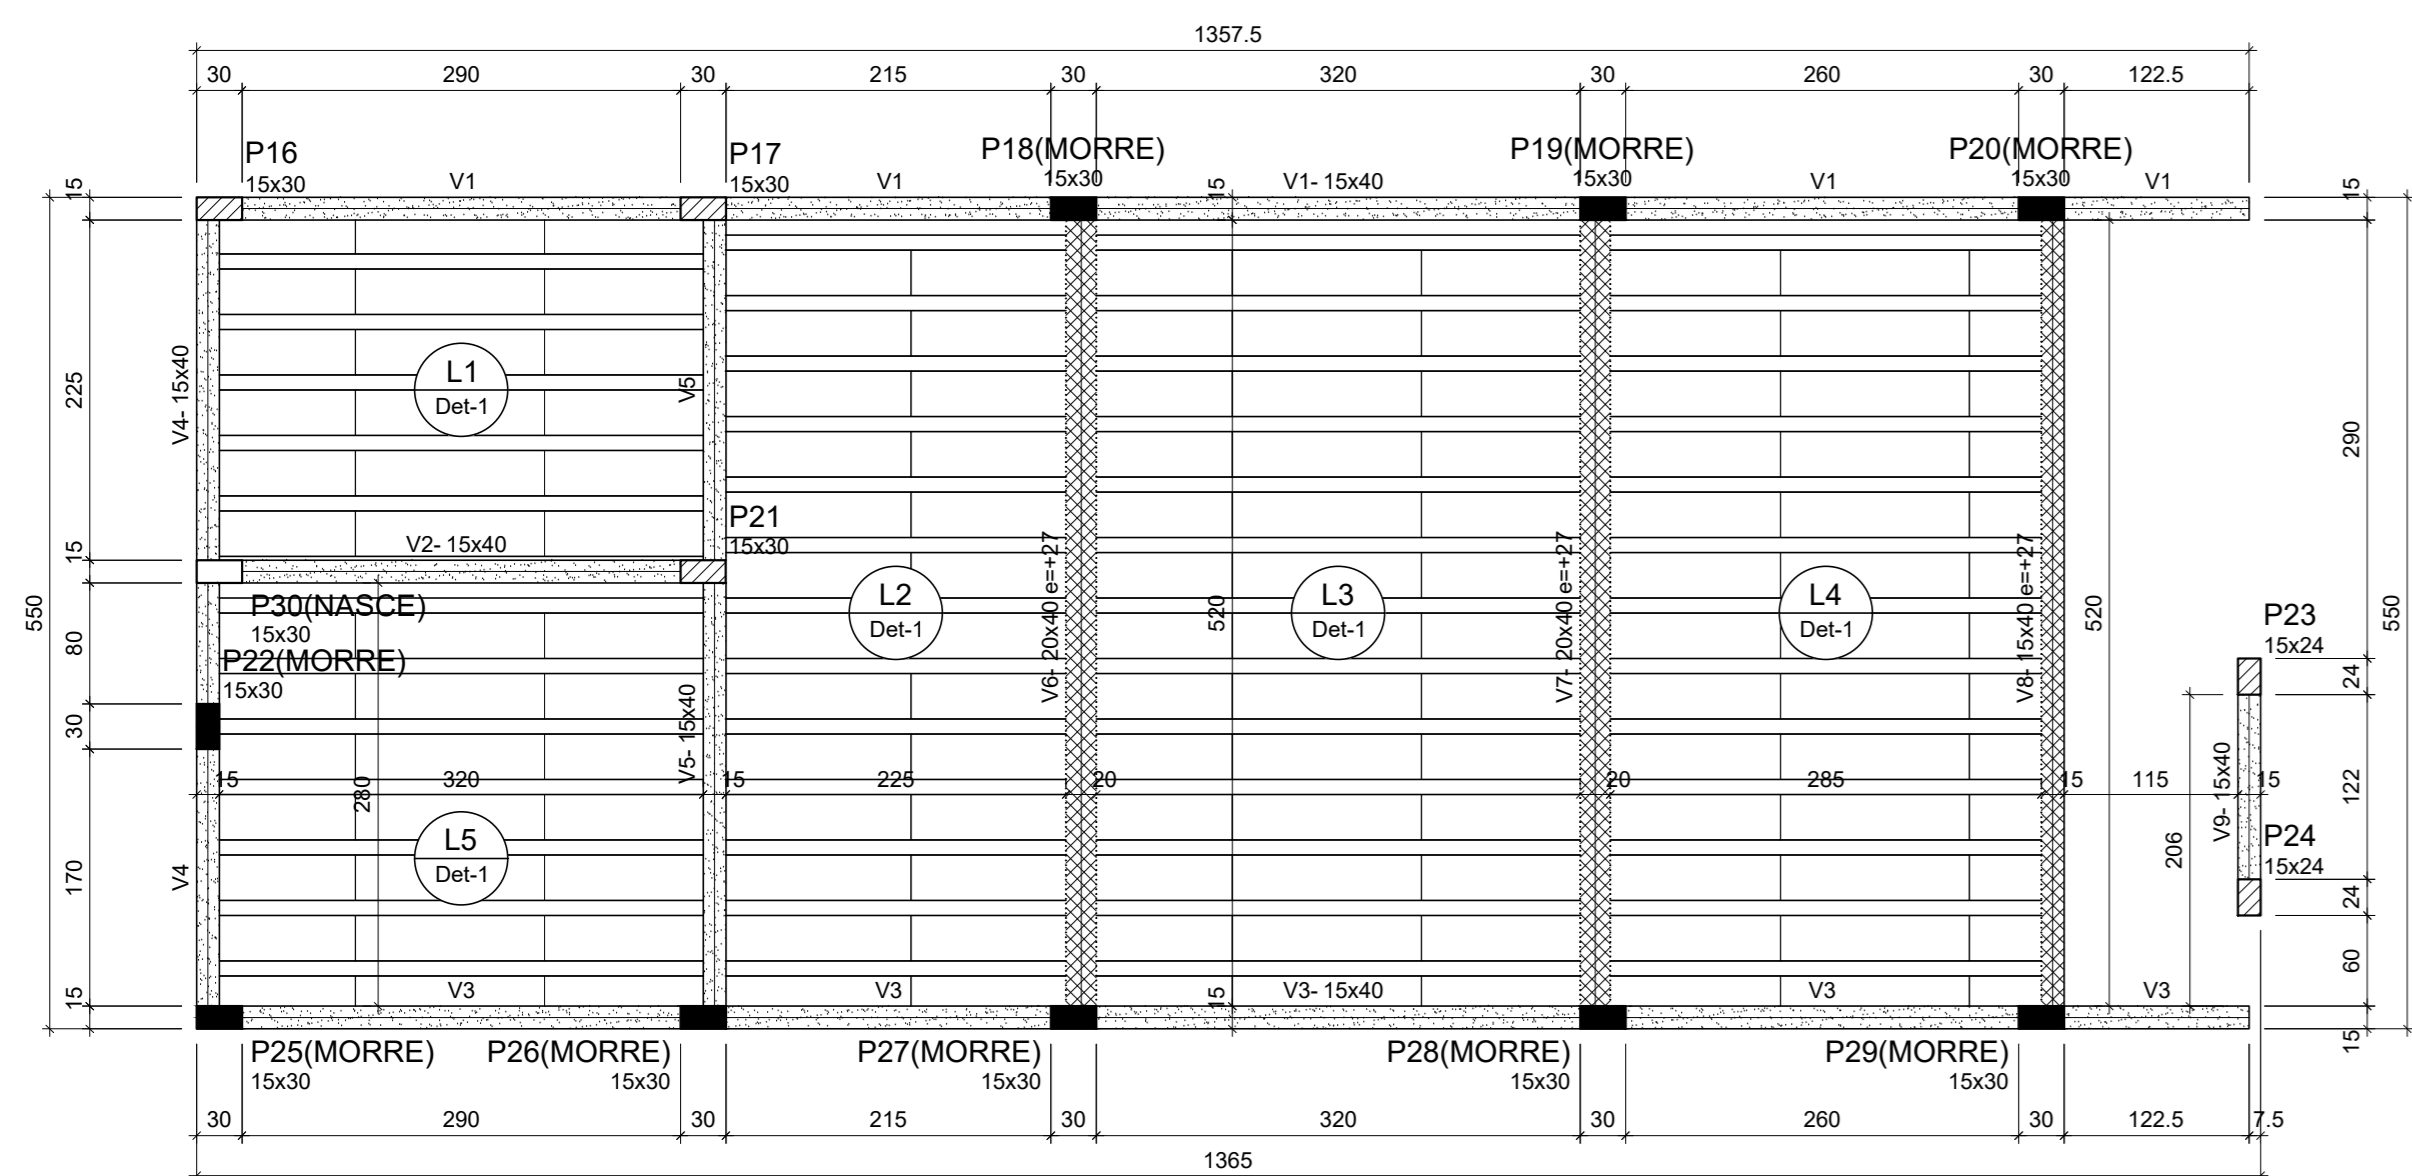 1357.5
30 290 30 215 30 320 30 260 30 122.5
P16
15x30
V1
P17
15x30
V1
P18(MORRE)
15x30
V1- 15x40
P19(MORRE)
15x30
V1
P20(MORRE)
15x30
V1
15
15
15
V4- 15x40
225
L1
Det-1
V5
290
V2- 15x40
15
P21
15x30
550
P30(NASCE)
15x30
80
P22(MORRE)
15x30
30
V6- 20x40 e=+27
V7- 20x40 e=+27
V8- 15x40 e=+27
L2
Det-1
L3
Det-1
L4
Det-1
520
520
P23
15x24
550
24
V5- 15x40
15 320 15 225 20 20 285 15 115 15
280
V9- 15x40
122
206
P24
15x24
24
V4
170
L5
Det-1
60
15
V3
V3
15
V3- 15x40
V3
V3
15
P25(MORRE)
15x30
P26(MORRE)
15x30
P27(MORRE)
15x30
P28(MORRE)
15x30
P29(MORRE)
15x30
30 290 30 215 30 320 30 260 30 122.5 7.5
1365